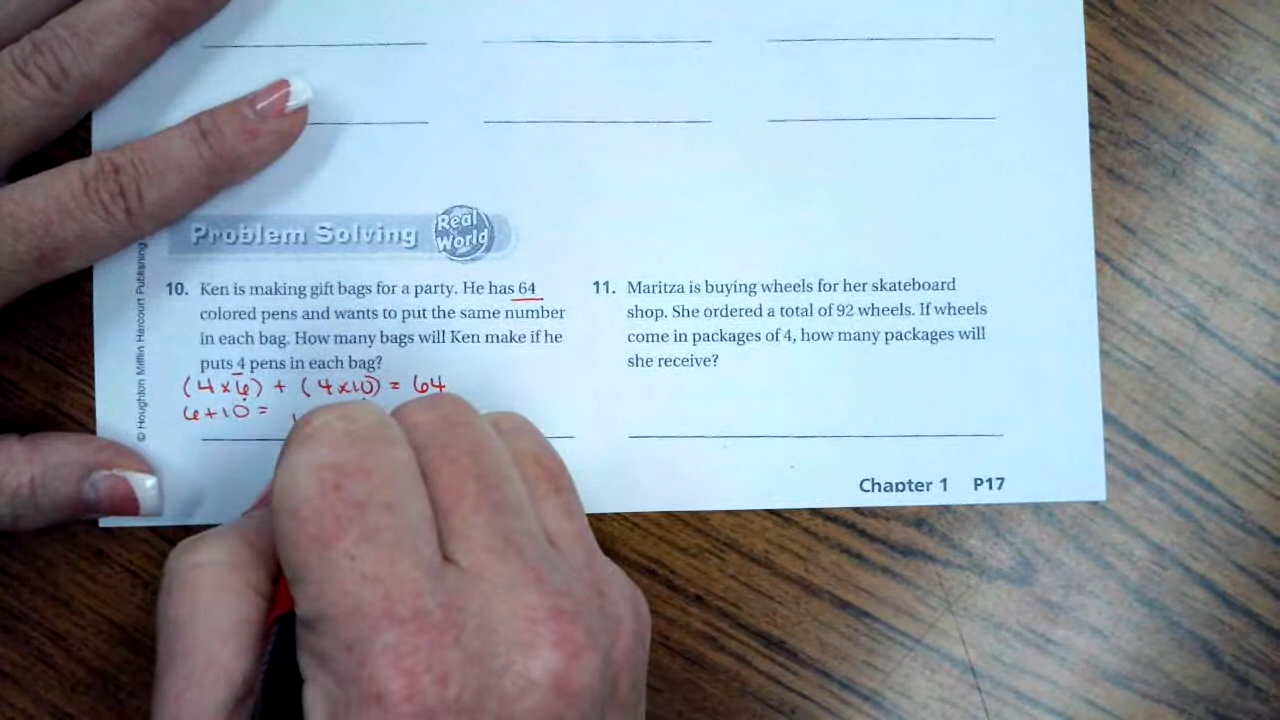 Problem Solving
Real
World
10. Ken is making gift bags for a party. He has 64
colored pens and wants to put the same number
in each bag. How many bags will Ken make if he
puts 4 pens in each bag?
(4×6) + (4×10) = 64
6+10 =
11. Maritza is buying wheels for her skateboard
shop. She ordered a total of 92 wheels. If wheels
come in packages of 4, how many packages will
she receive?
© Houghton Mifflin Harcourt Publishing
Chapter 1 P17